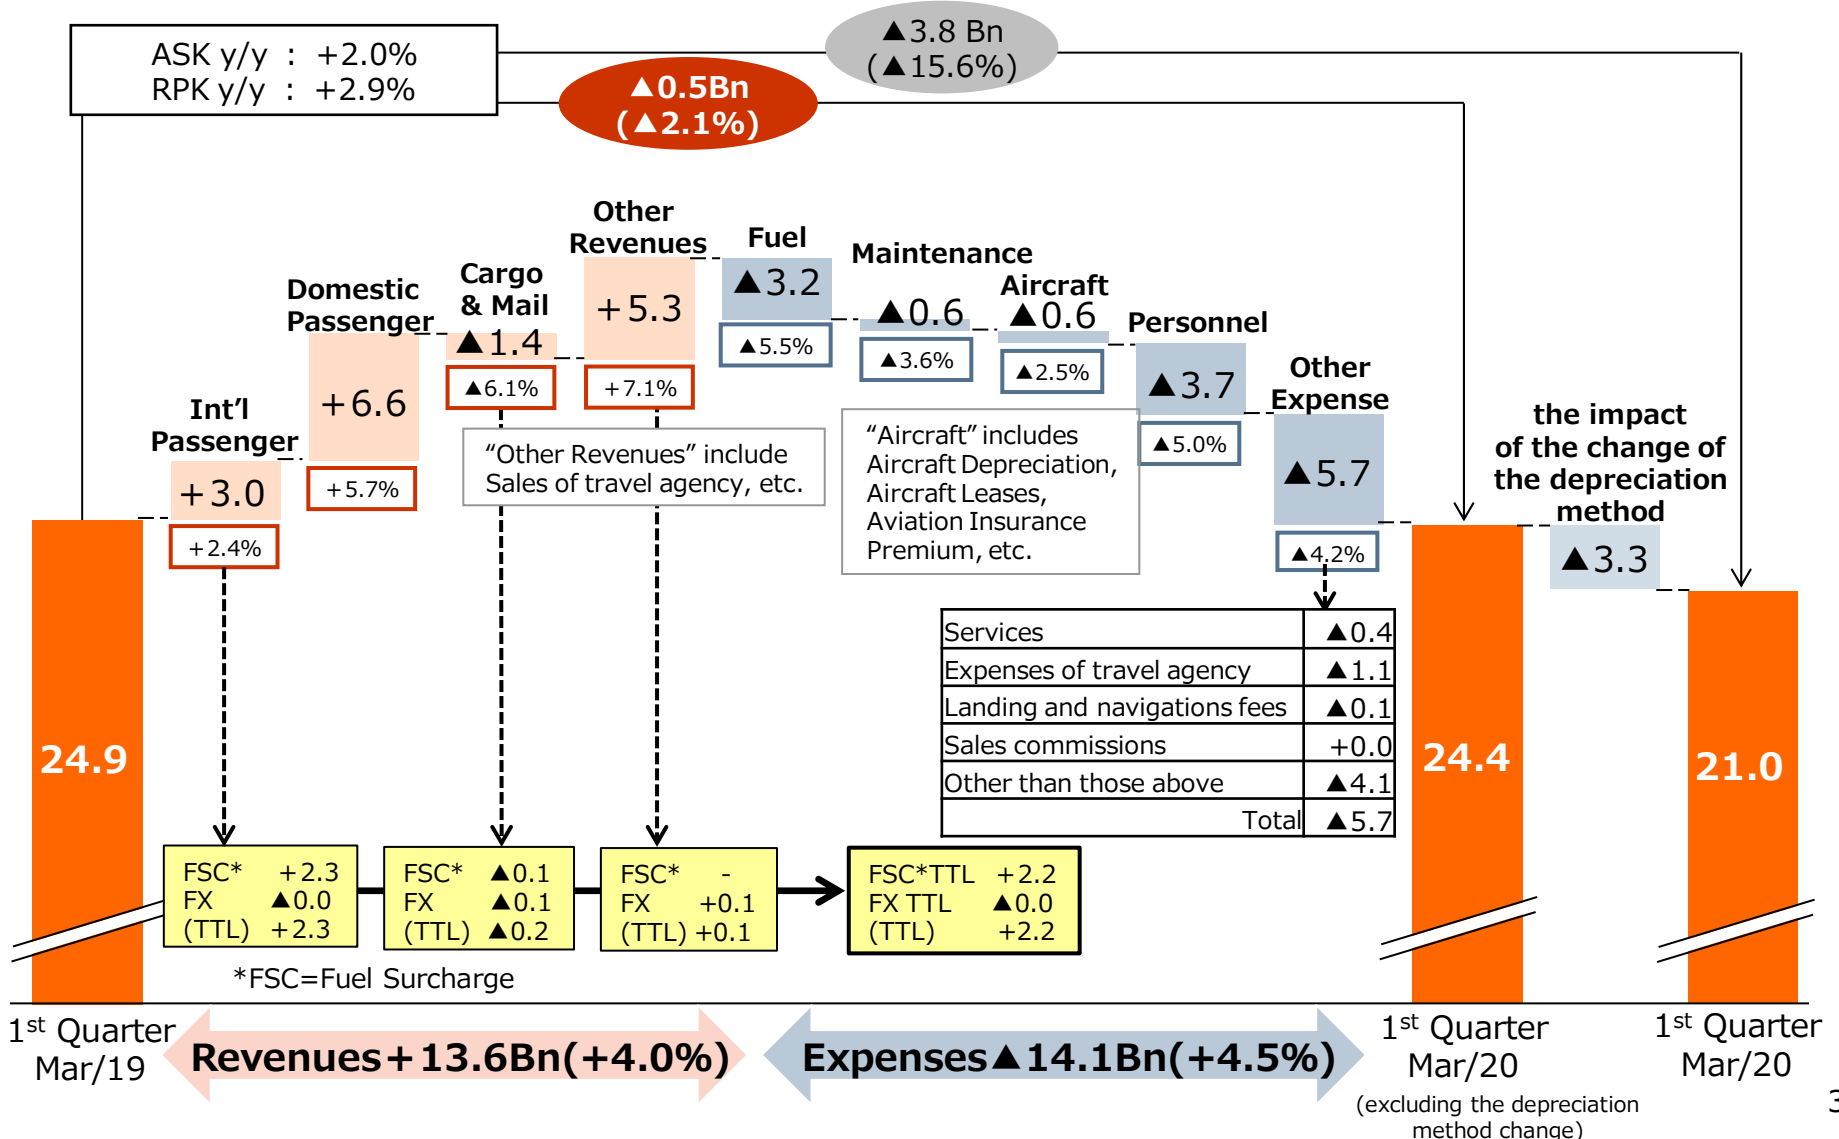 ASK y/y : +2.0%
RPK y/y : +2.9%
▲3.8 Bn
(▲15.6%)
▲0.5Bn
(▲2.1%)
Int’l
Passenger
+3.0
+2.4%
Domestic
Passenger
+6.6
+5.7%
Cargo
& Mail
▲1.4
▲6.1%
Other
Revenues
+5.3
+7.1%
Fuel
▲3.2
▲5.5%
Maintenance
▲0.6
▲3.6%
Aircraft
▲0.6
▲2.5%
Personnel
▲3.7
▲5.0%
Other
Expense
▲5.7
▲4.2%
the impact
of the change of
the depreciation
method
▲3.3
“Other Revenues” include
Sales of travel agency, etc.
“Aircraft” includes
Aircraft Depreciation,
Aircraft Leases,
Aviation Insurance
Premium, etc.
Services ▲0.4
Expenses of travel agency ▲1.1
Landing and navigations fees ▲0.1
Sales commissions +0.0
Other than those above ▲4.1
Total ▲5.7
24.9
24.4
21.0
FSC* +2.3
FX ▲0.0
(TTL) +2.3
FSC* ▲0.1
FX ▲0.1
(TTL) ▲0.2
FSC* -
FX +0.1
(TTL) +0.1
FSC*TTL +2.2
FX TTL ▲0.0
(TTL) +2.2
*FSC=Fuel Surcharge
1st Quarter
Mar/19
Revenues+13.6Bn(+4.0%)
Expenses▲14.1Bn(+4.5%)
1st Quarter
Mar/20
(excluding the depreciation
method change)
1st Quarter
Mar/20
3